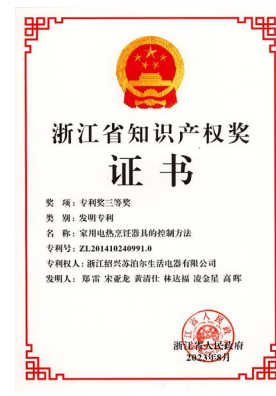 浙江省知识产权奖
证书
奖 项：专利奖三等奖
类 别：发明专利
名 称：家用电热烹饪器具的控制方法
专利号：ZL201410240991.0
专利权人：浙江绍兴苏泊尔生活电器有限公司
发明人：郑雷 宋亚龙 黄清仕 林达福 凌金星 高晖
浙江省人民政府
2023年8月